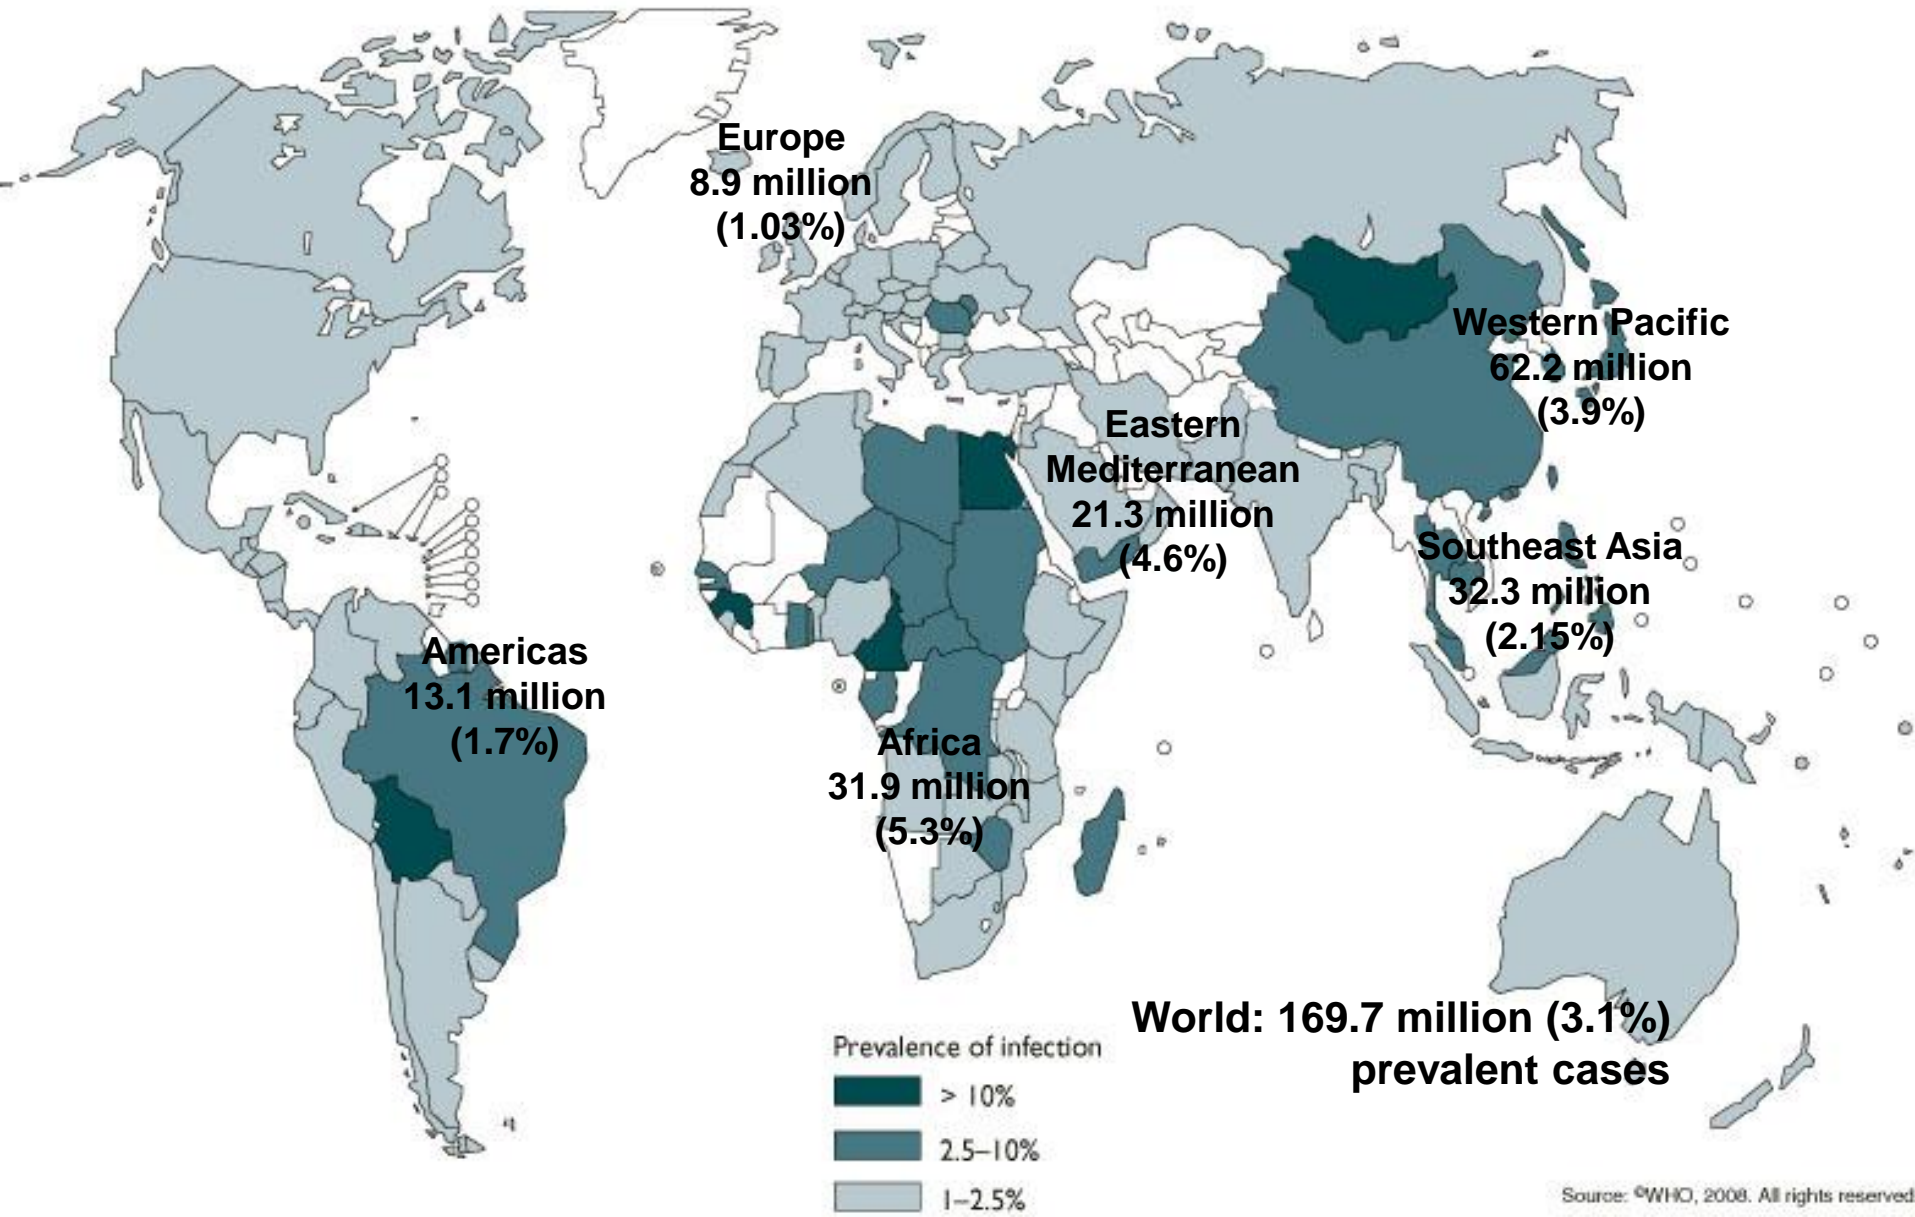 Europe
8.9 million
(1.03%)
Western Pacific
62.2 million
(3.9%)
Eastern
Mediterranean
21.3 million
(4.6%)
Southeast Asia
32.3 million
(2.15%)
Americas
13.1 million
(1.7%)
Africa
31.9 million
(5.3%)
World: 169.7 million (3.1%)
prevalent cases
Prevalence of infection
> 10%
2.5–10%
1–2.5%
Source: ©WHO, 2008. All rights reserved